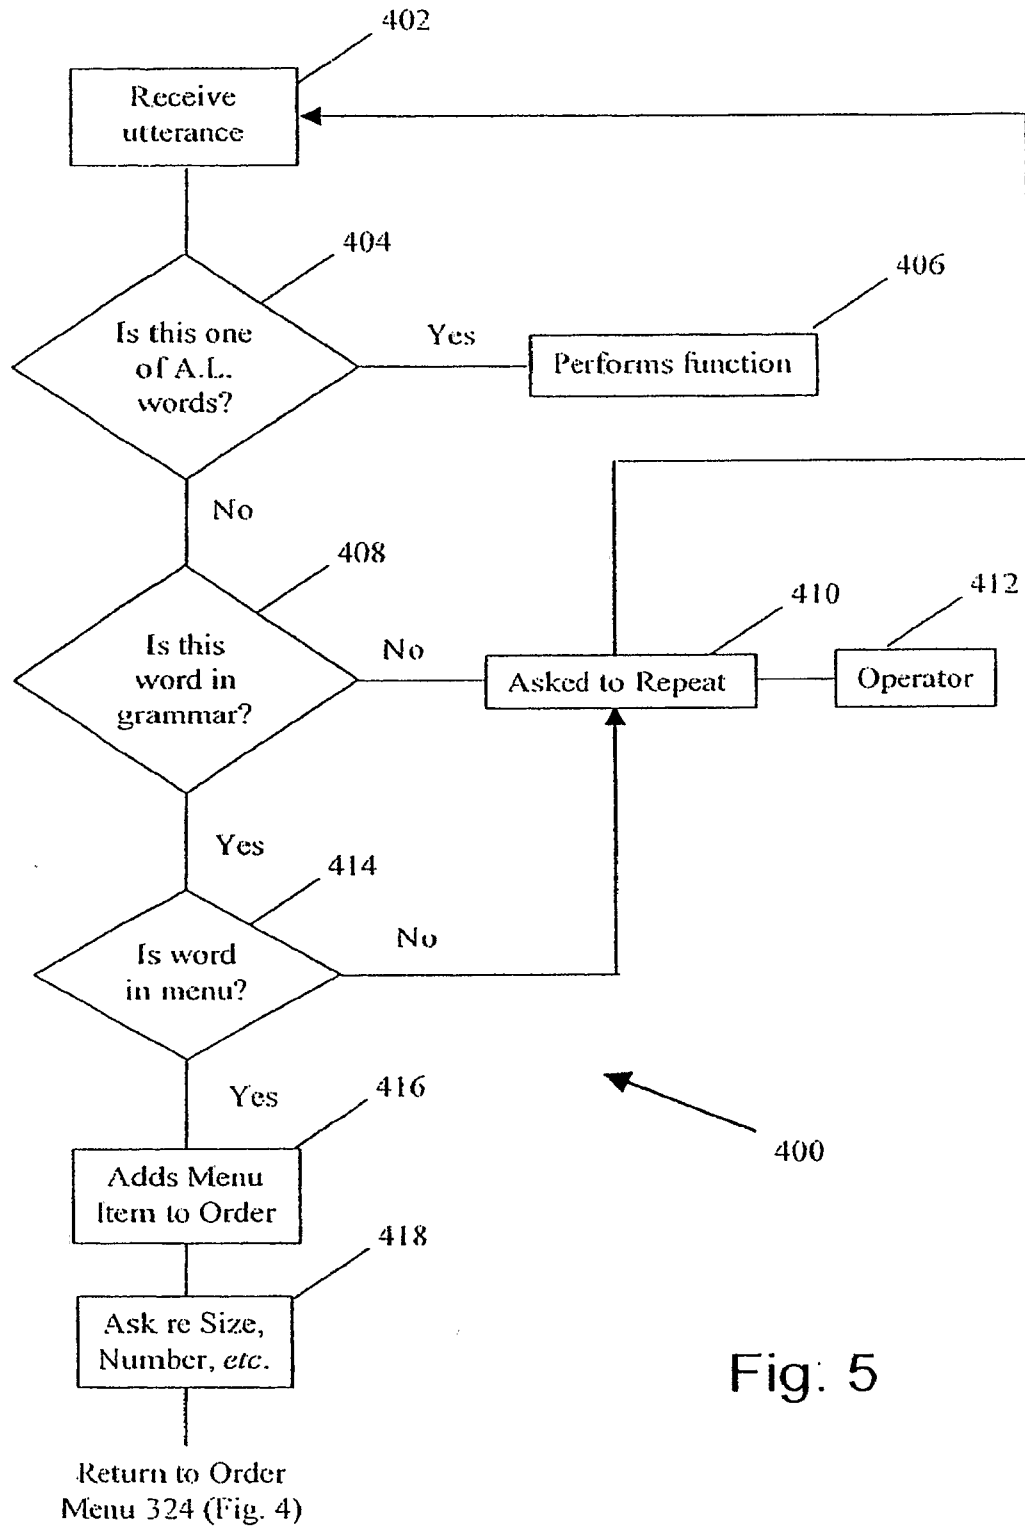 402
Receive
utterance
404
Is this one
of A.L.
words?
Yes
406
Performs function
No
408
Is this
word in
grammar?
No
410
Asked to Repeat
412
Operator
Yes
414
Is word
in menu?
No
Yes
416
Adds Menu
Item to Order
400
418
Ask re Size,
Number, etc.
Fig: 5
Return to Order
Menu 324 (Fig. 4)